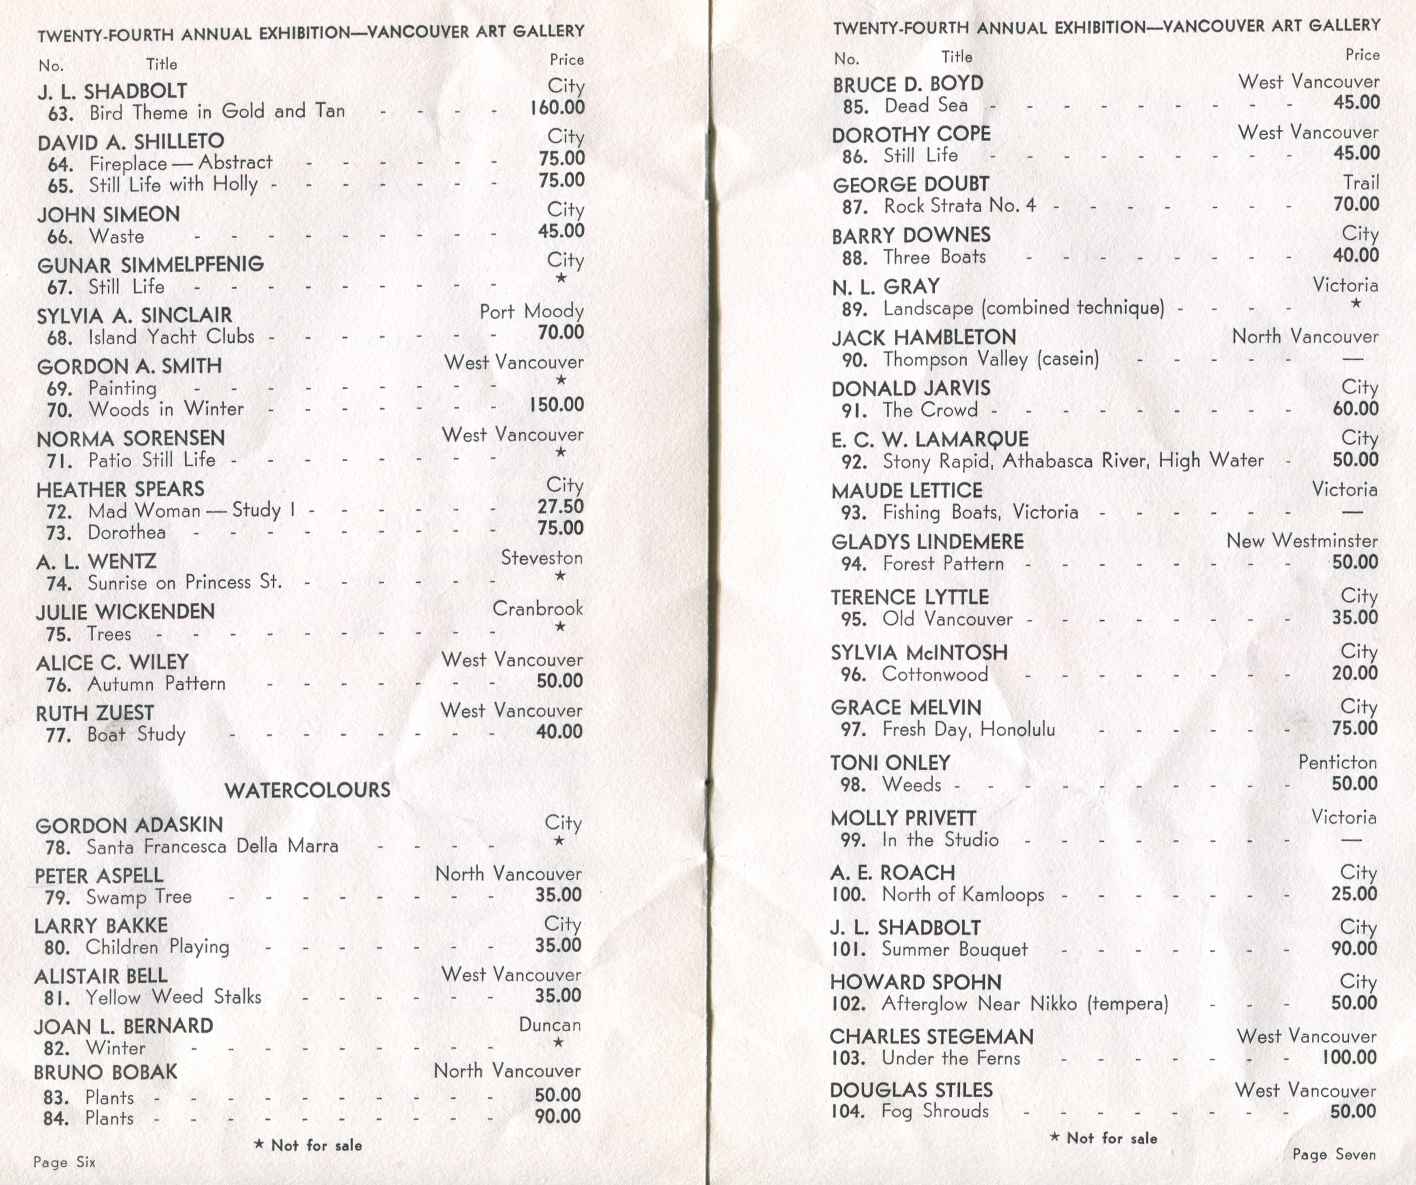 TWENTY-FOURTH ANNUAL EXHIBITION—VANCOUVER ART GALLERY
No. Title Price
J. L. SHADBOLT City
63. Bird Theme in Gold and Tan - - - - 160.00
DAVID A. SHILLETO City
64. Fireplace — Abstract - - - - - - 75.00
65. Still Life with Holly - - - - - - - 75.00
JOHN SIMEON City
66. Waste - - - - - - - - - 45.00
GUNAR SIMMELPFENIG City
67. Still Life - - - - - - - - - ★
SYLVIA A. SINCLAIR Port Moody
68. Island Yacht Clubs - - - - - - - 70.00
GORDON A. SMITH West Vancouver
69. Painting - - - - - - - - - ★
70. Woods in Winter - - - - - - - 150.00
NORMA SORENSEN West Vancouver
71. Patio Still Life - - - - - - - - ★
HEATHER SPEARS City
72. Mad Woman — Study I - - - - - - 27.50
73. Dorothea - - - - - - - - - 75.00
A. L. WENTZ Steveston
74. Sunrise on Princess St. - - - - - - ★
JULIE WICKENDEN Cranbrook
75. Trees - - - - - - - - - - ★
ALICE C. WILEY West Vancouver
76. Autumn Pattern - - - - - - - 50.00
RUTH ZUEST West Vancouver
77. Boat Study - - - - - - - - 40.00
WATERCOLOURS
GORDON ADASKIN City
78. Santa Francesca Della Marra - - - - ★
PETER ASPELL North Vancouver
79. Swamp Tree - - - - - - - - 35.00
LARRY BAKKE City
80. Children Playing - - - - - - - 35.00
ALISTAIR BELL West Vancouver
81. Yellow Weed Stalks - - - - - - 35.00
JOAN L. BERNARD Duncan
82. Winter - - - - - - - - - ★
BRUNO BOBAK North Vancouver
83. Plants - - - - - - - - - - 50.00
84. Plants - - - - - - - - - - 90.00
★ Not for sale
Page Six
TWENTY-FOURTH ANNUAL EXHIBITION—VANCOUVER ART GALLERY
No. Title Price
BRUCE D. BOYD West Vancouver
85. Dead Sea - - - - - - - - - 45.00
DOROTHY COPE West Vancouver
86. Still Life - - - - - - - - - 45.00
GEORGE DOUBT Trail
87. Rock Strata No. 4 - - - - - - - 70.00
BARRY DOWNES City
88. Three Boats - - - - - - - - 40.00
N. L. GRAY Victoria
89. Landscape (combined technique) - - - - ★
JACK HAMBLETON North Vancouver
90. Thompson Valley (casein) - - - - - —
DONALD JARVIS City
91. The Crowd - - - - - - - - - 60.00
E. C. W. LAMARQUE City
92. Stony Rapid, Athabasca River, High Water - 50.00
MAUDE LETTICE Victoria
93. Fishing Boats, Victoria - - - - - - —
GLADYS LINDEMERE New Westminster
94. Forest Pattern - - - - - - - - 50.00
TERENCE LYTTLE City
95. Old Vancouver - - - - - - - - 35.00
SYLVIA McINTOSH City
96. Cottonwood - - - - - - - - 20.00
GRACE MELVIN City
97. Fresh Day, Honolulu - - - - - - 75.00
TONI ONLEY Penticton
98. Weeds - - - - - - - - - - 50.00
MOLLY PRIVETT Victoria
99. In the Studio - - - - - - - - —
A. E. ROACH City
100. North of Kamloops - - - - - - - 25.00
J. L. SHADBOLT City
101. Summer Bouquet - - - - - - - 90.00
HOWARD SPOHN City
102. Afterglow Near Nikko (tempera) - - - 50.00
CHARLES STEGEMAN West Vancouver
103. Under the Ferns - - - - - - - 100.00
DOUGLAS STILES West Vancouver
104. Fog Shrouds - - - - - - - - 50.00
★ Not for sale
Page Seven